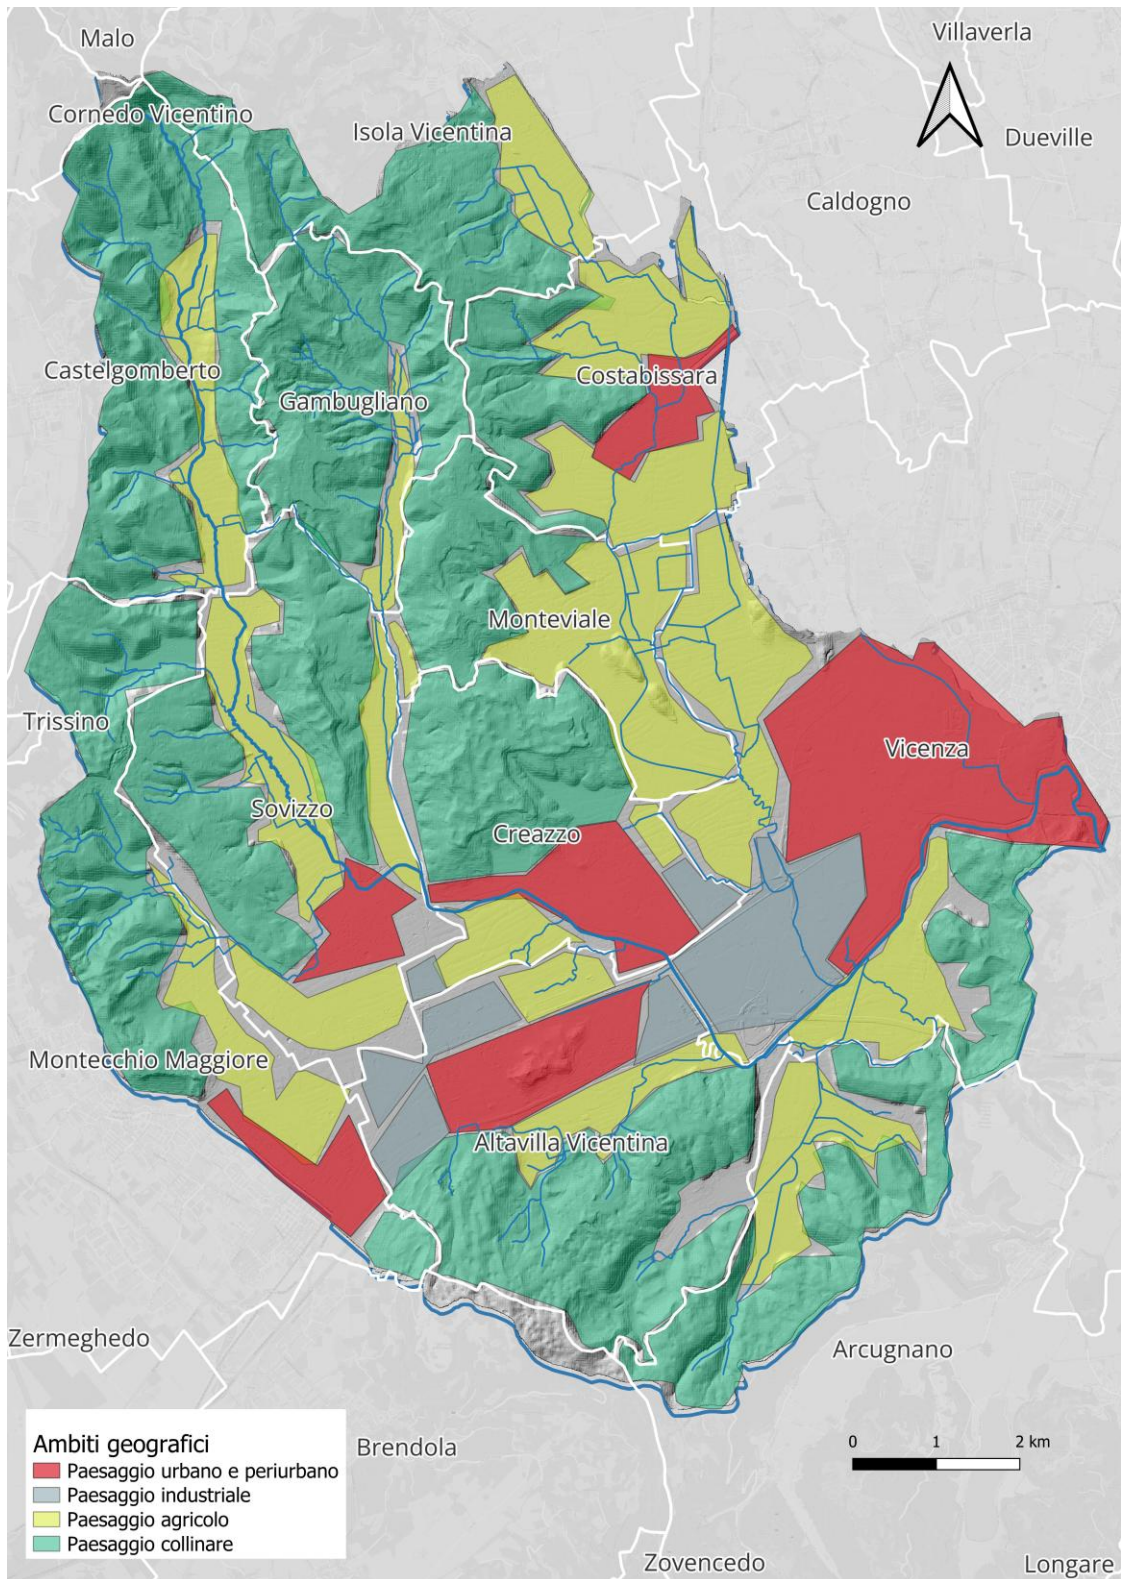 Malo
Villaverla
Cornedo Vicentino
Isola Vicentina
Dueville
Caldogno
Castelgomberto
Costabissara
Gambugliano
Monteviale
Trissino
Vicenza
Sovizzo
Creazzo
Montecchio Maggiore
Altavilla Vicentina
Zermeghedo
Arcugnano
Brendola
Zovencedo
Longare
0 1 2 km
Ambiti geografici
Paesaggio urbano e periurbano
Paesaggio industriale
Paesaggio agricolo
Paesaggio collinare